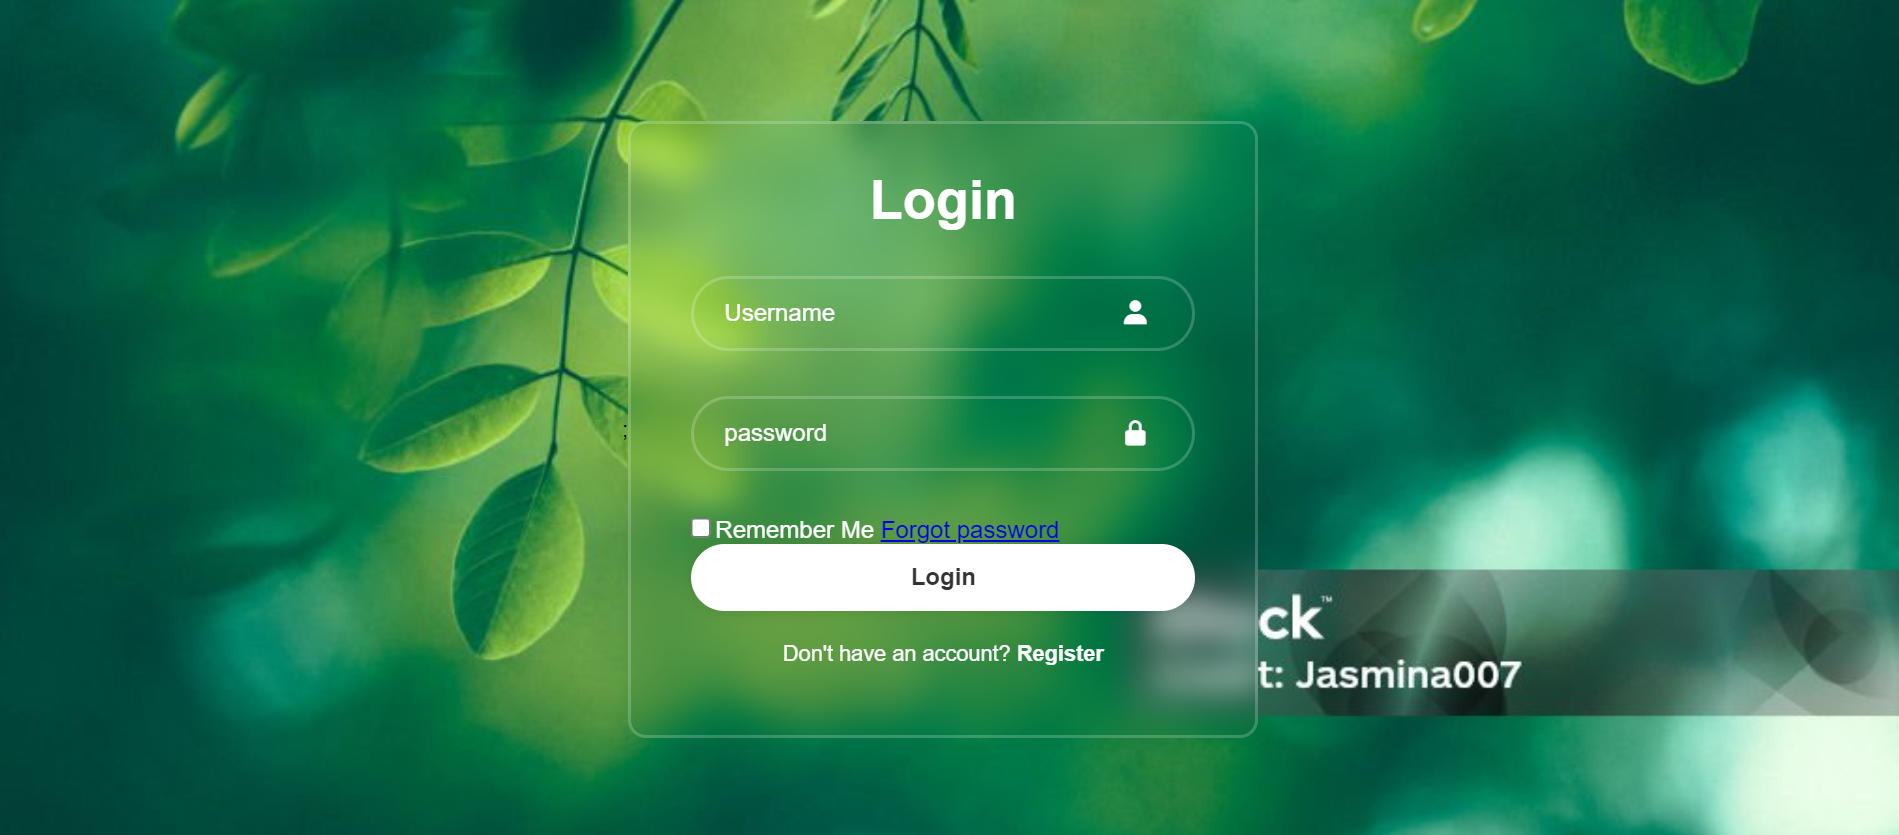 Login
Username
;
password
Remember Me Forgot password
Login
ck™
Don't have an account? Register
t: Jasmina007